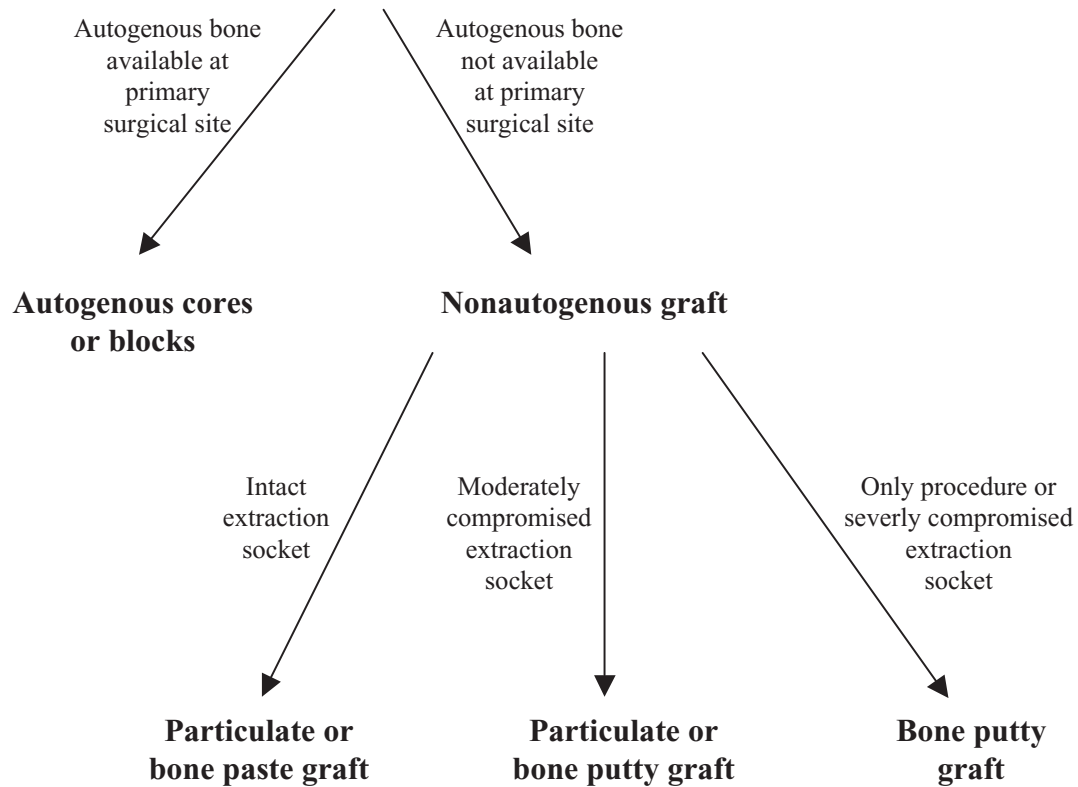 Autogenous bone
available at
primary
surgical site
Autogenous bone
not available
at primary
surgical site
Autogenous cores
or blocks
Nonautogenous graft
Intact
extraction
socket
Moderately
compromised
extraction
socket
Only procedure or
severly compromised
extraction
socket
Particulate or
bone paste graft
Particulate or
bone putty graft
Bone putty
graft